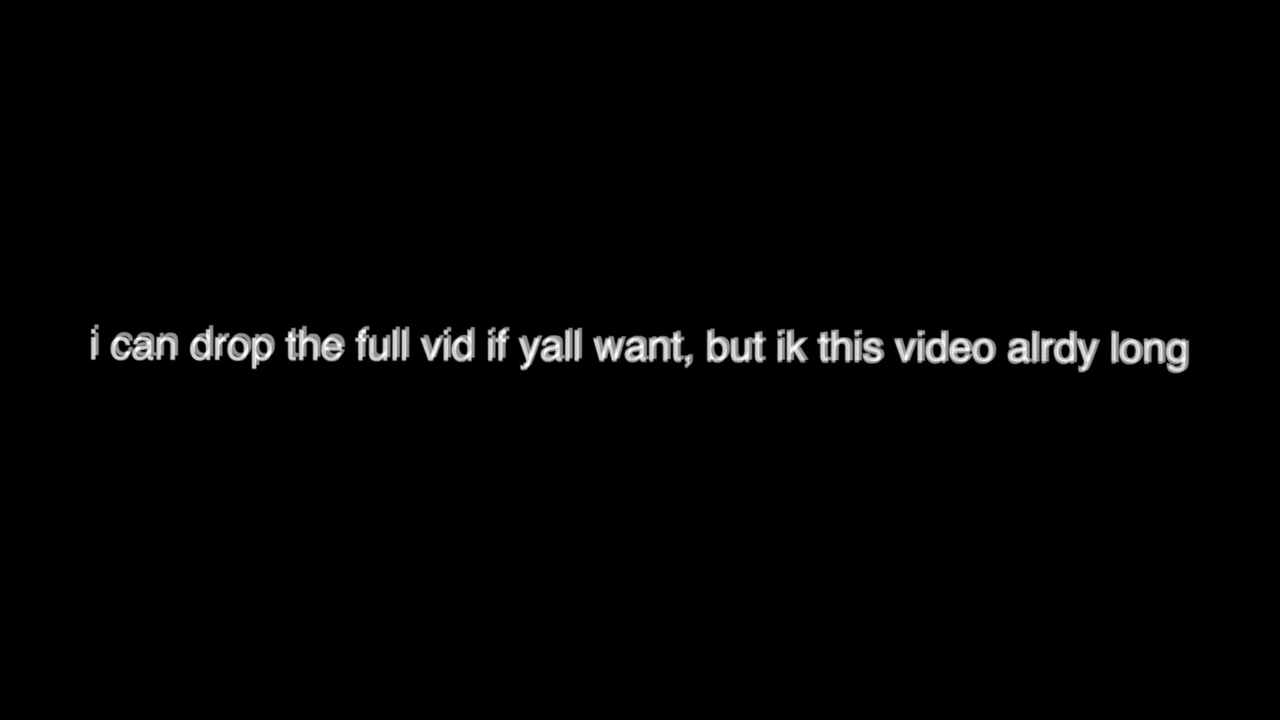 i can drop the full vid if yall want, but ik this video alrdy long